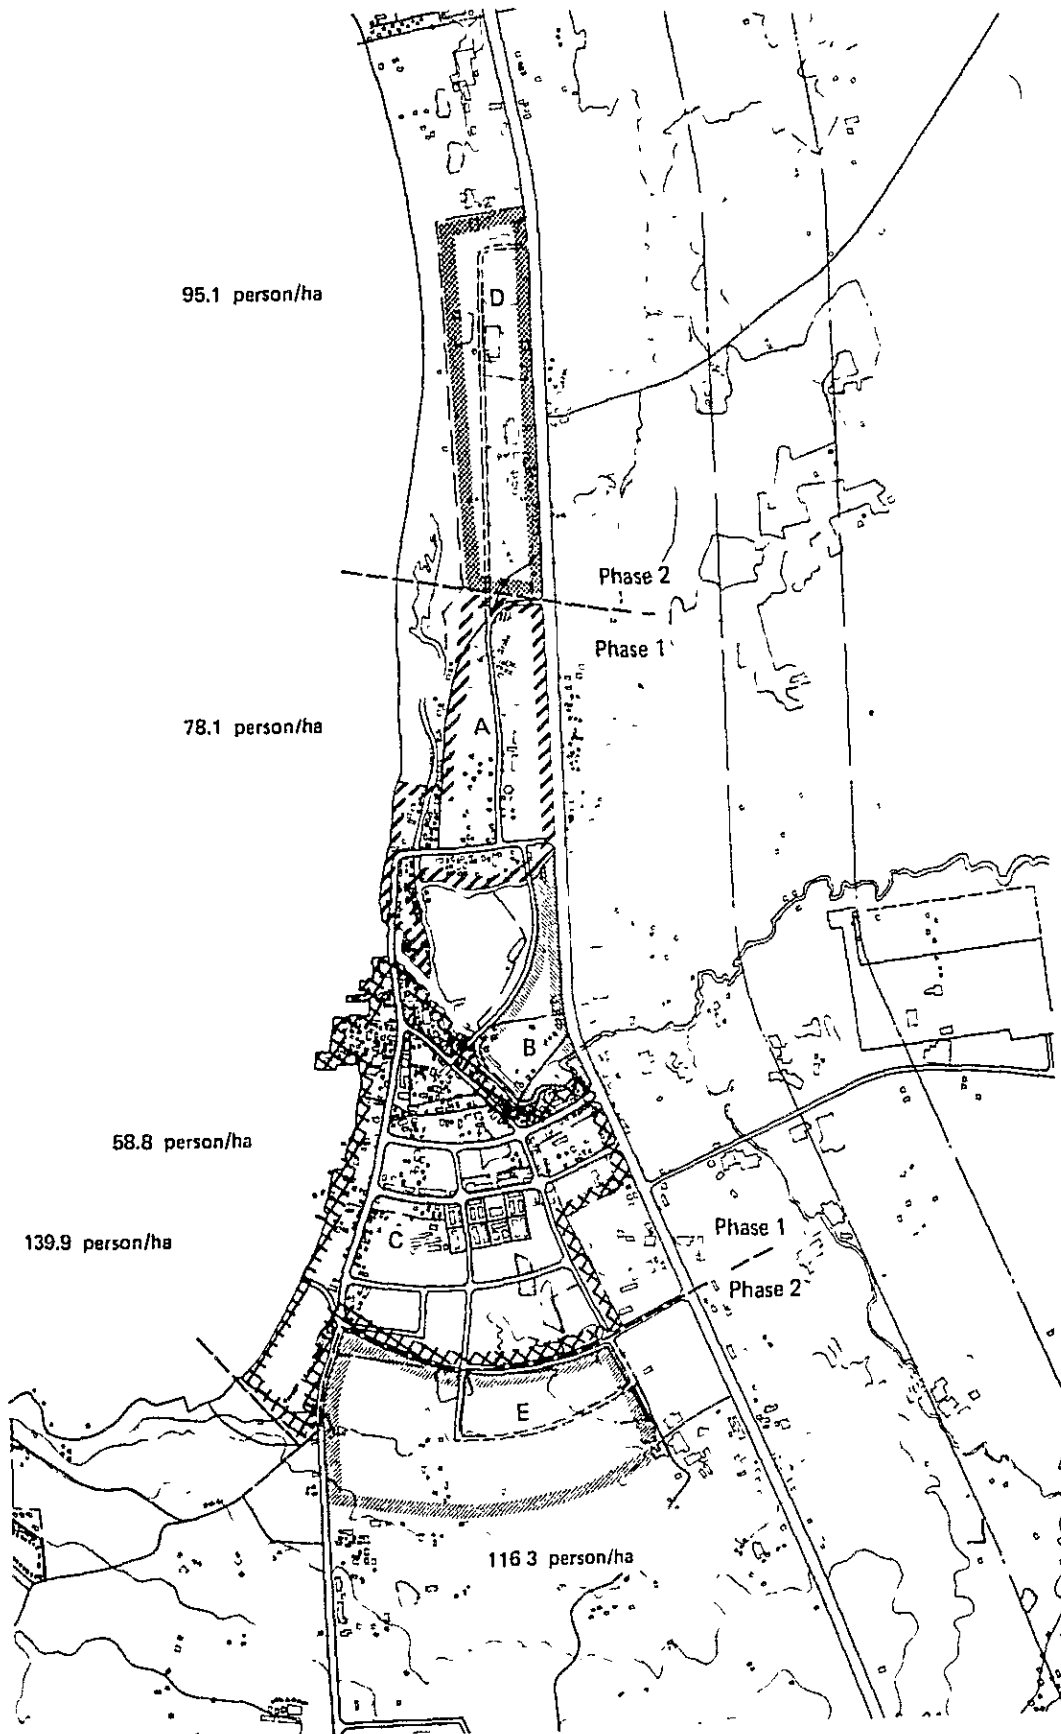 95.1 person/ha
D
Phase 2
Phase 1
78.1 person/ha
A
B
58.8 person/ha
139.9 person/ha
C
Phase 1
Phase 2
E
116 3 person/ha